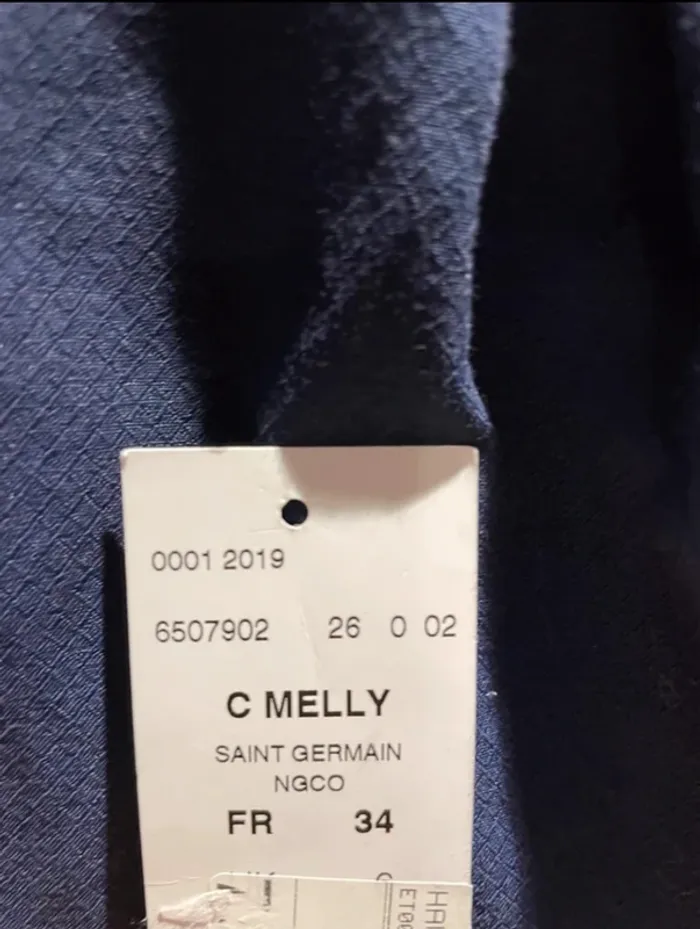 0001 2019
6507902 26 0 02
C MELLY
SAINT GERMAIN
NGCO
FR 34